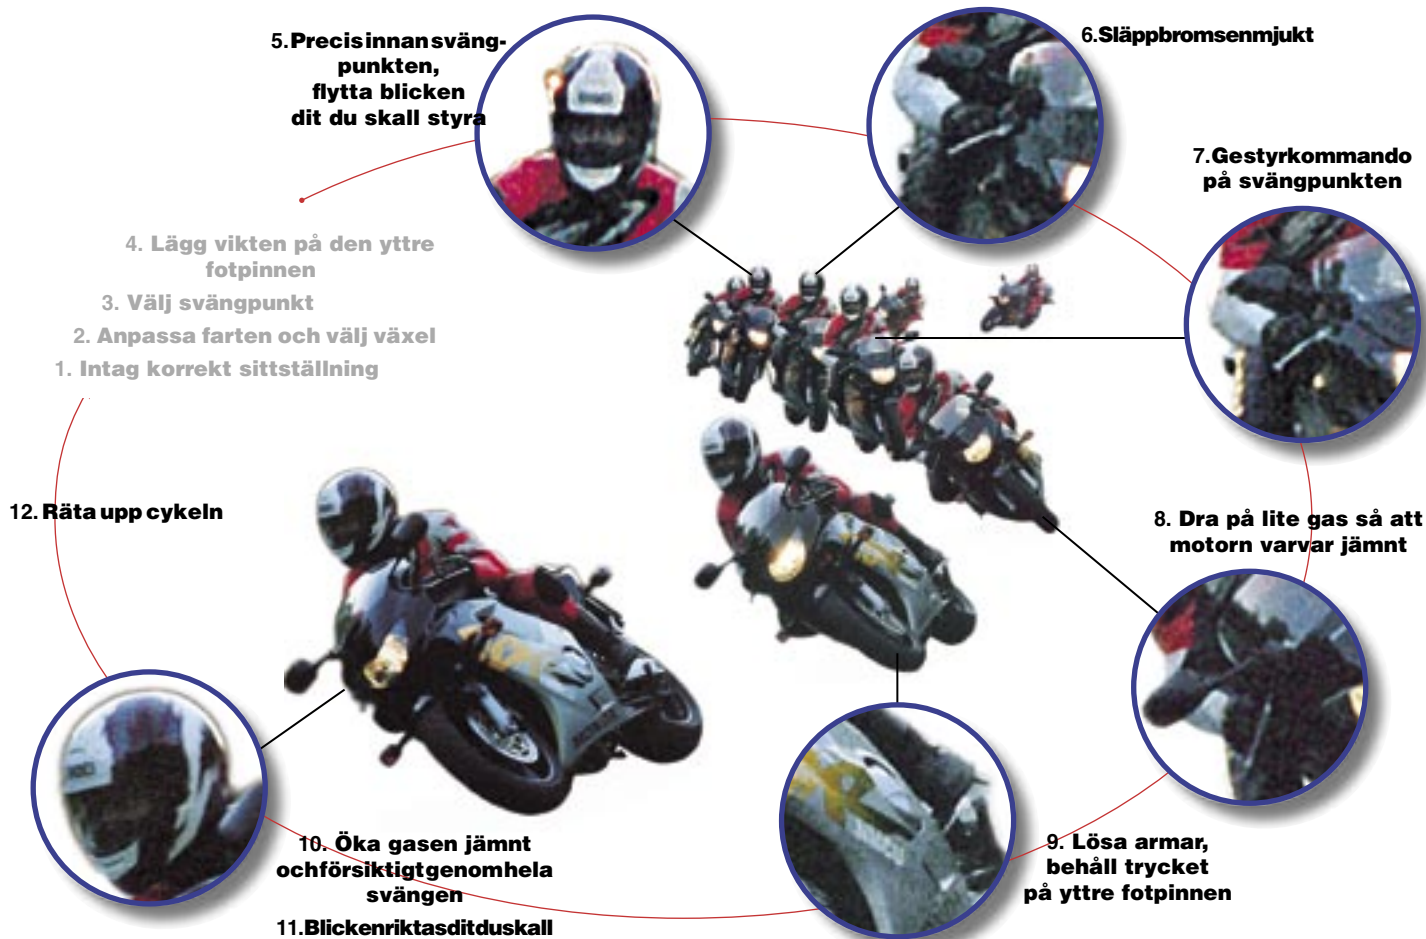 5.Precisinnansväng-
punkten,
flytta blicken
dit du skall styra
6.Släppbromsenmjukt
7.Gestyrkommando
på svängpunkten
4. Lägg vikten på den yttre
fotpinnen
3. Välj svängpunkt
2. Anpassa farten och välj växel
1. Intag korrekt sittställning
12.Räta upp cykeln
8. Dra på lite gas så att
motorn varvar jämnt
9. Lösa armar,
behåll trycket
på yttre fotpinnen
10. Öka gasen jämnt
ochförsiktigtgenomhela
svängen
11.Blickenriktasditduskall